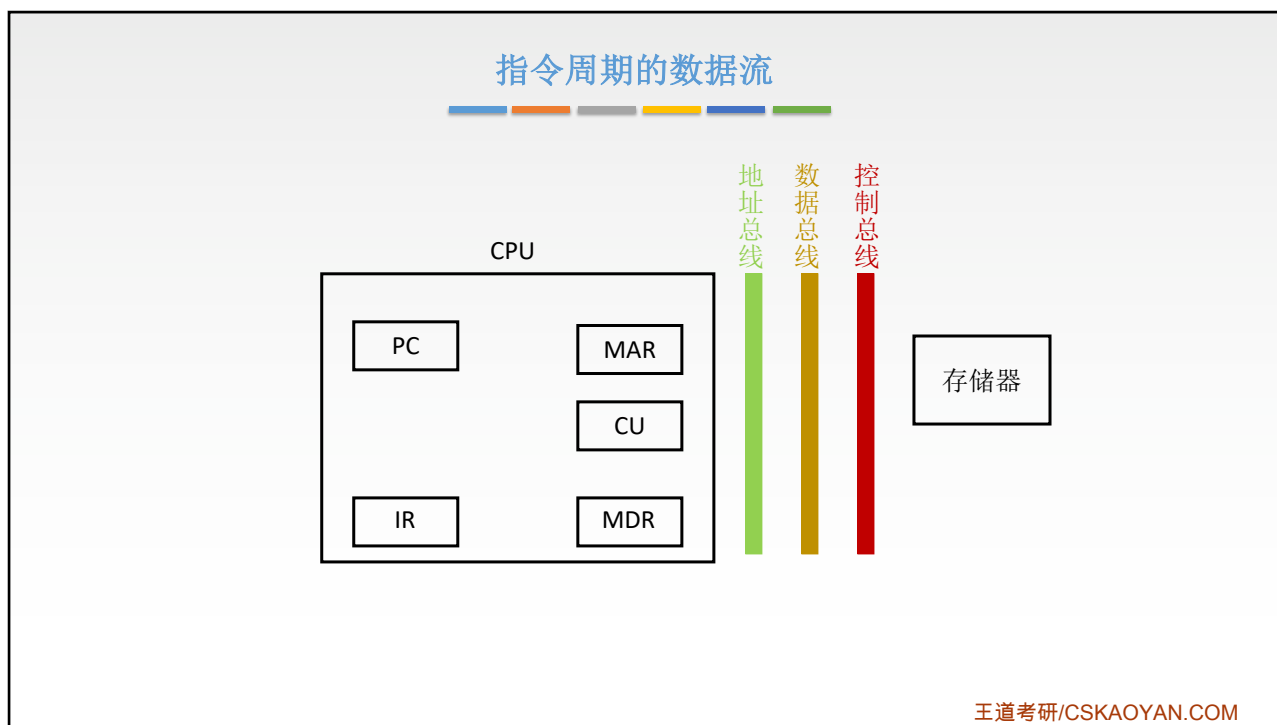 指令周期的数据流
地址总线
数据总线
控制总线
CPU
PC
MAR
存储器
CU
IR
MDR
王道考研/CSKAOYAN.COM